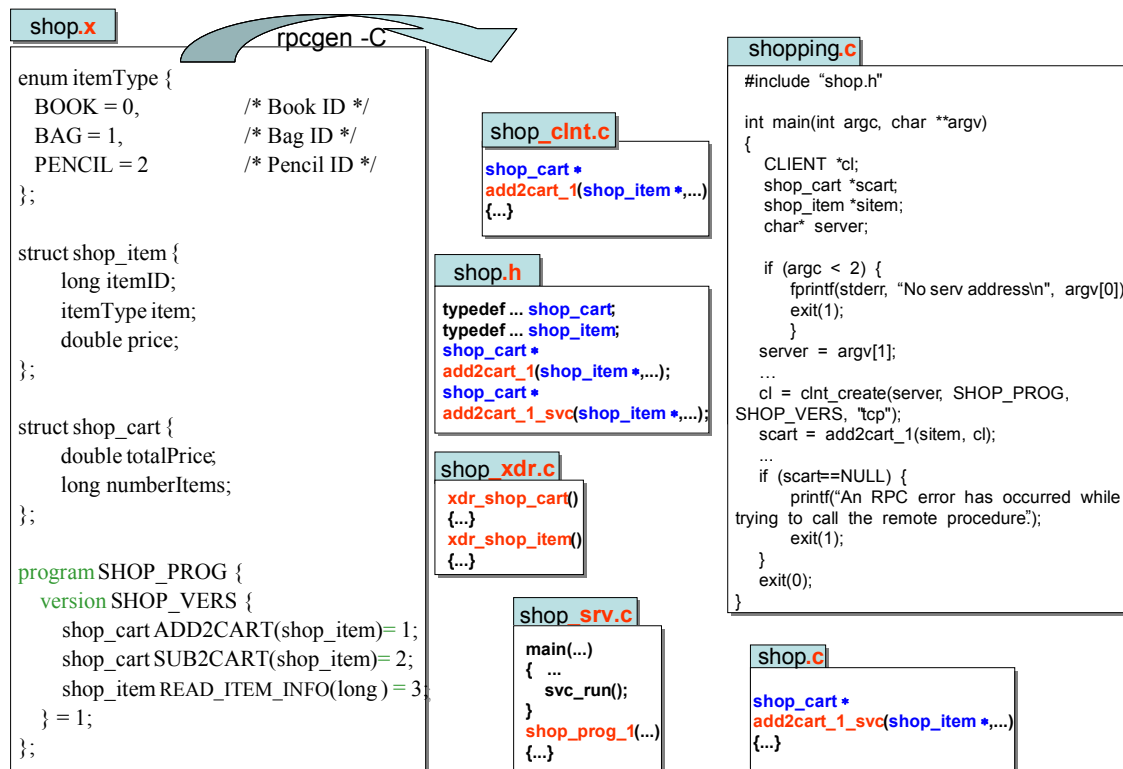 shop.x
rpcgen -C
enum itemType {
BOOK = 0, /* Book ID */
BAG = 1, /* Bag ID */
PENCIL = 2 /* Pencil ID */
};
struct shop_item {
long itemID;
itemType item;
double price;
};
struct shop_cart {
double totalPrice;
long numberItems;
};
program SHOP_PROG {
version SHOP_VERS {
shop_cart ADD2CART(shop_item)= 1;
shop_cart SUB2CART(shop_item)= 2;
shop_item READ_ITEM_INFO(long ) = 3;
} = 1;
};
shop_clnt.c
shop_cart *
add2cart_1(shop_item *,...)
{...}
shop.h
typedef ... shop_cart;
typedef ... shop_item;
shop_cart *
add2cart_1(shop_item *,...);
shop_cart *
add2cart_1_svc(shop_item *,...);
shop_xdr.c
xdr_shop_cart()
{...}
xdr_shop_item()
{...}
shop_srv.c
main(...)
{ ...
svc_run();
}
shop_prog_1(...)
{...}
shopping.c
#include “shop.h”
int main(int argc, char **argv)
{
CLIENT *cl;
shop_cart *scart;
shop_item *sitem;
char* server;
if (argc < 2) {
fprintf(stderr, “No serv address\n", argv[0])
exit(1);
}
server = argv[1];
…
cl = clnt_create(server, SHOP_PROG,
SHOP_VERS, "tcp");
scart = add2cart_1(sitem, cl);
...
if (scart==NULL) {
printf(“An RPC error has occurred while
trying to call the remote procedure”);
exit(1);
}
exit(0);
}
shop.c
shop_cart *
add2cart_1_svc(shop_item *,...)
{...}